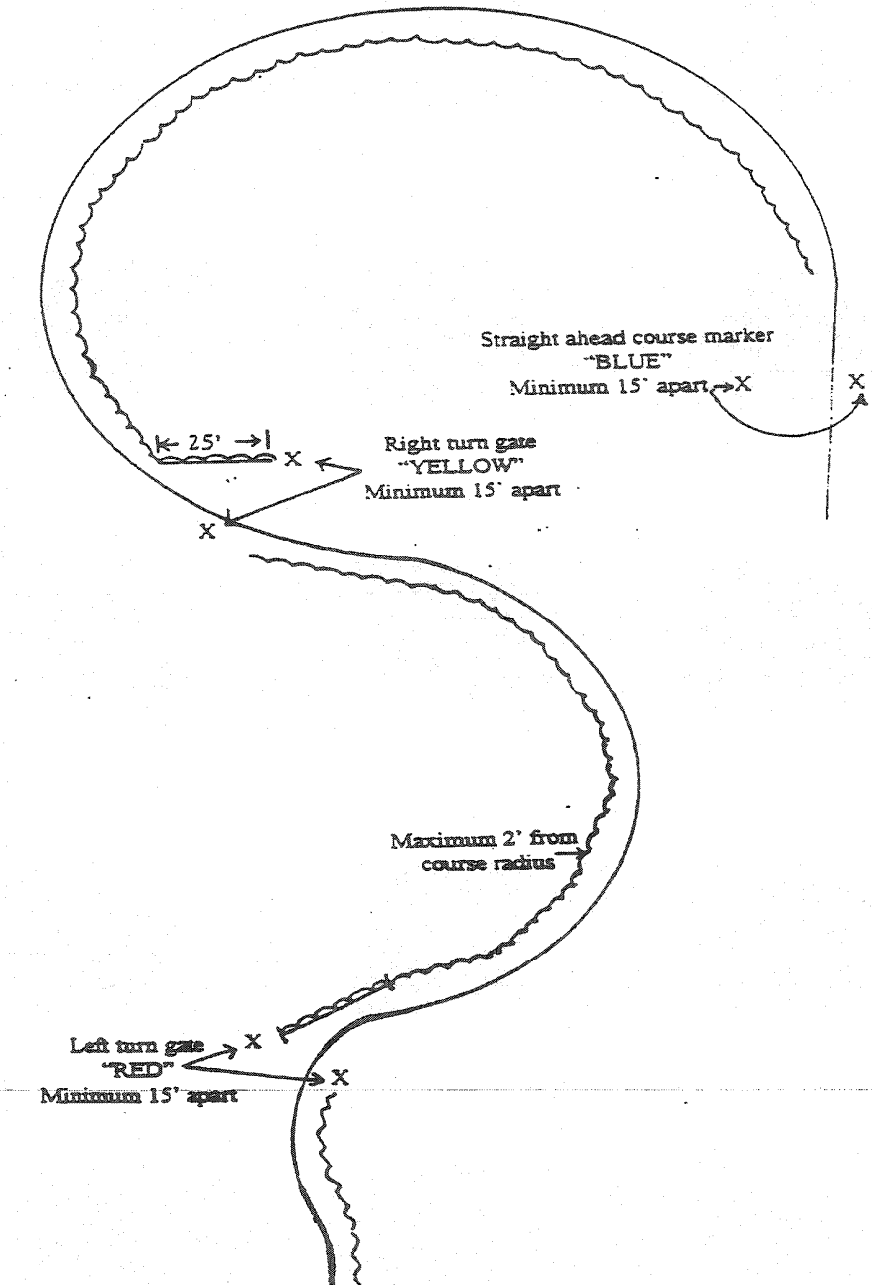 Straight ahead course marker
"BLUE"
Minimum 15' apart
X
X
25'
X
Right turn gate
"YELLOW"
Minimum 15' apart
X
Maximum 2' from
course radius
Left turn gate
"RED"
Minimum 15' apart
X
X